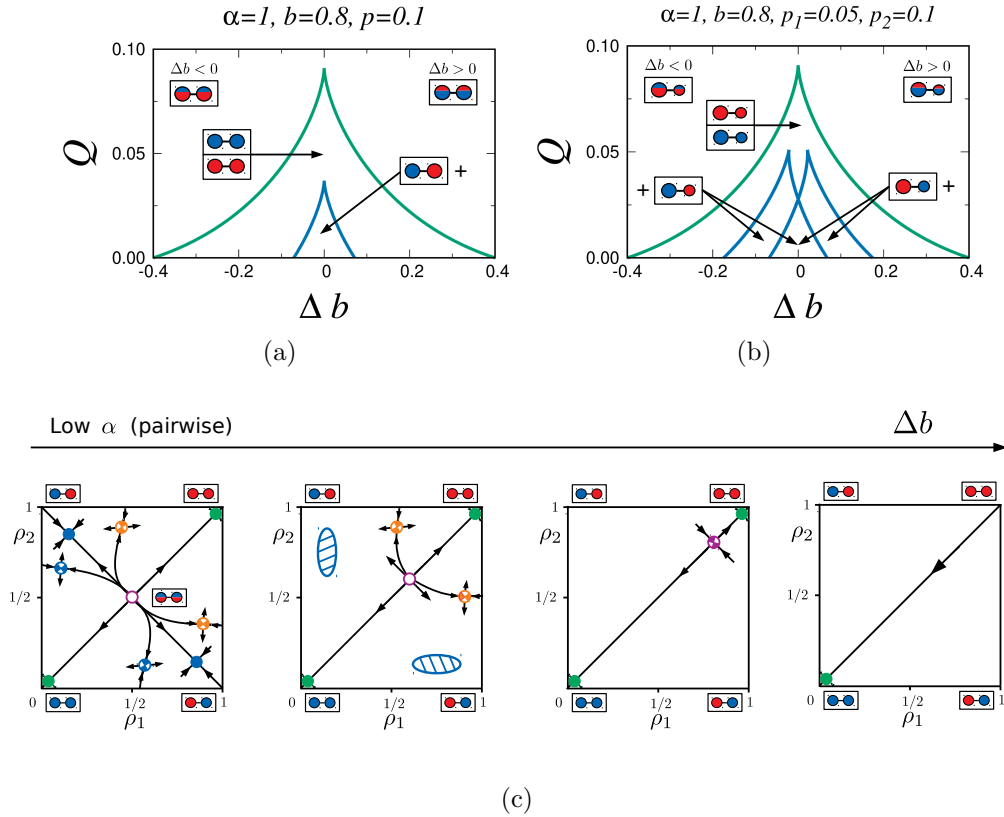 α=1, b=0.8, p=0.1
0.10
Δb < 0
Δb > 0
Q
0.05
+
0.00
-0.4
-0.2
0
0.2
0.4
Δ b
(a)
α=1, b=0.8, p1=0.05, p2=0.1
0.10
Δb < 0
Δb > 0
Q
0.05
+
+
0.00
-0.4
-0.2
0
0.2
0.4
Δ b
(b)
Low α (pairwise)
Δb
1
ρ2
1/2
0
1/2
1
ρ1
1
ρ2
1/2
0
1/2
1
ρ1
1
ρ2
1/2
0
1/2
1
ρ1
1
ρ2
1/2
0
1/2
1
ρ1
(c)